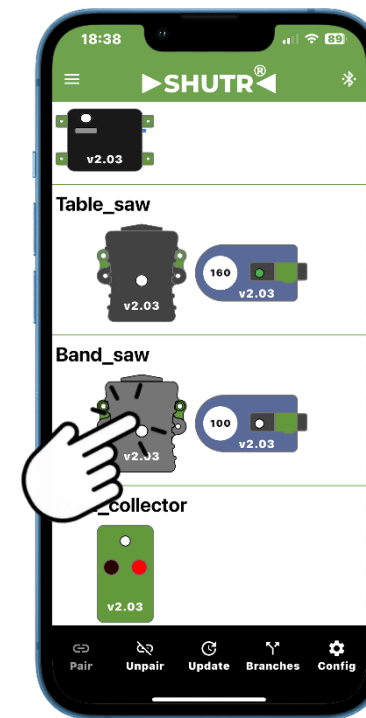 18:38
89
SHUTR®
v2.03
Table_saw
160
v2.03
v2.03
Band_saw
100
v2.03
v2.03
_collector
v2.03
Pair
Unpair
Update
Branches
Config